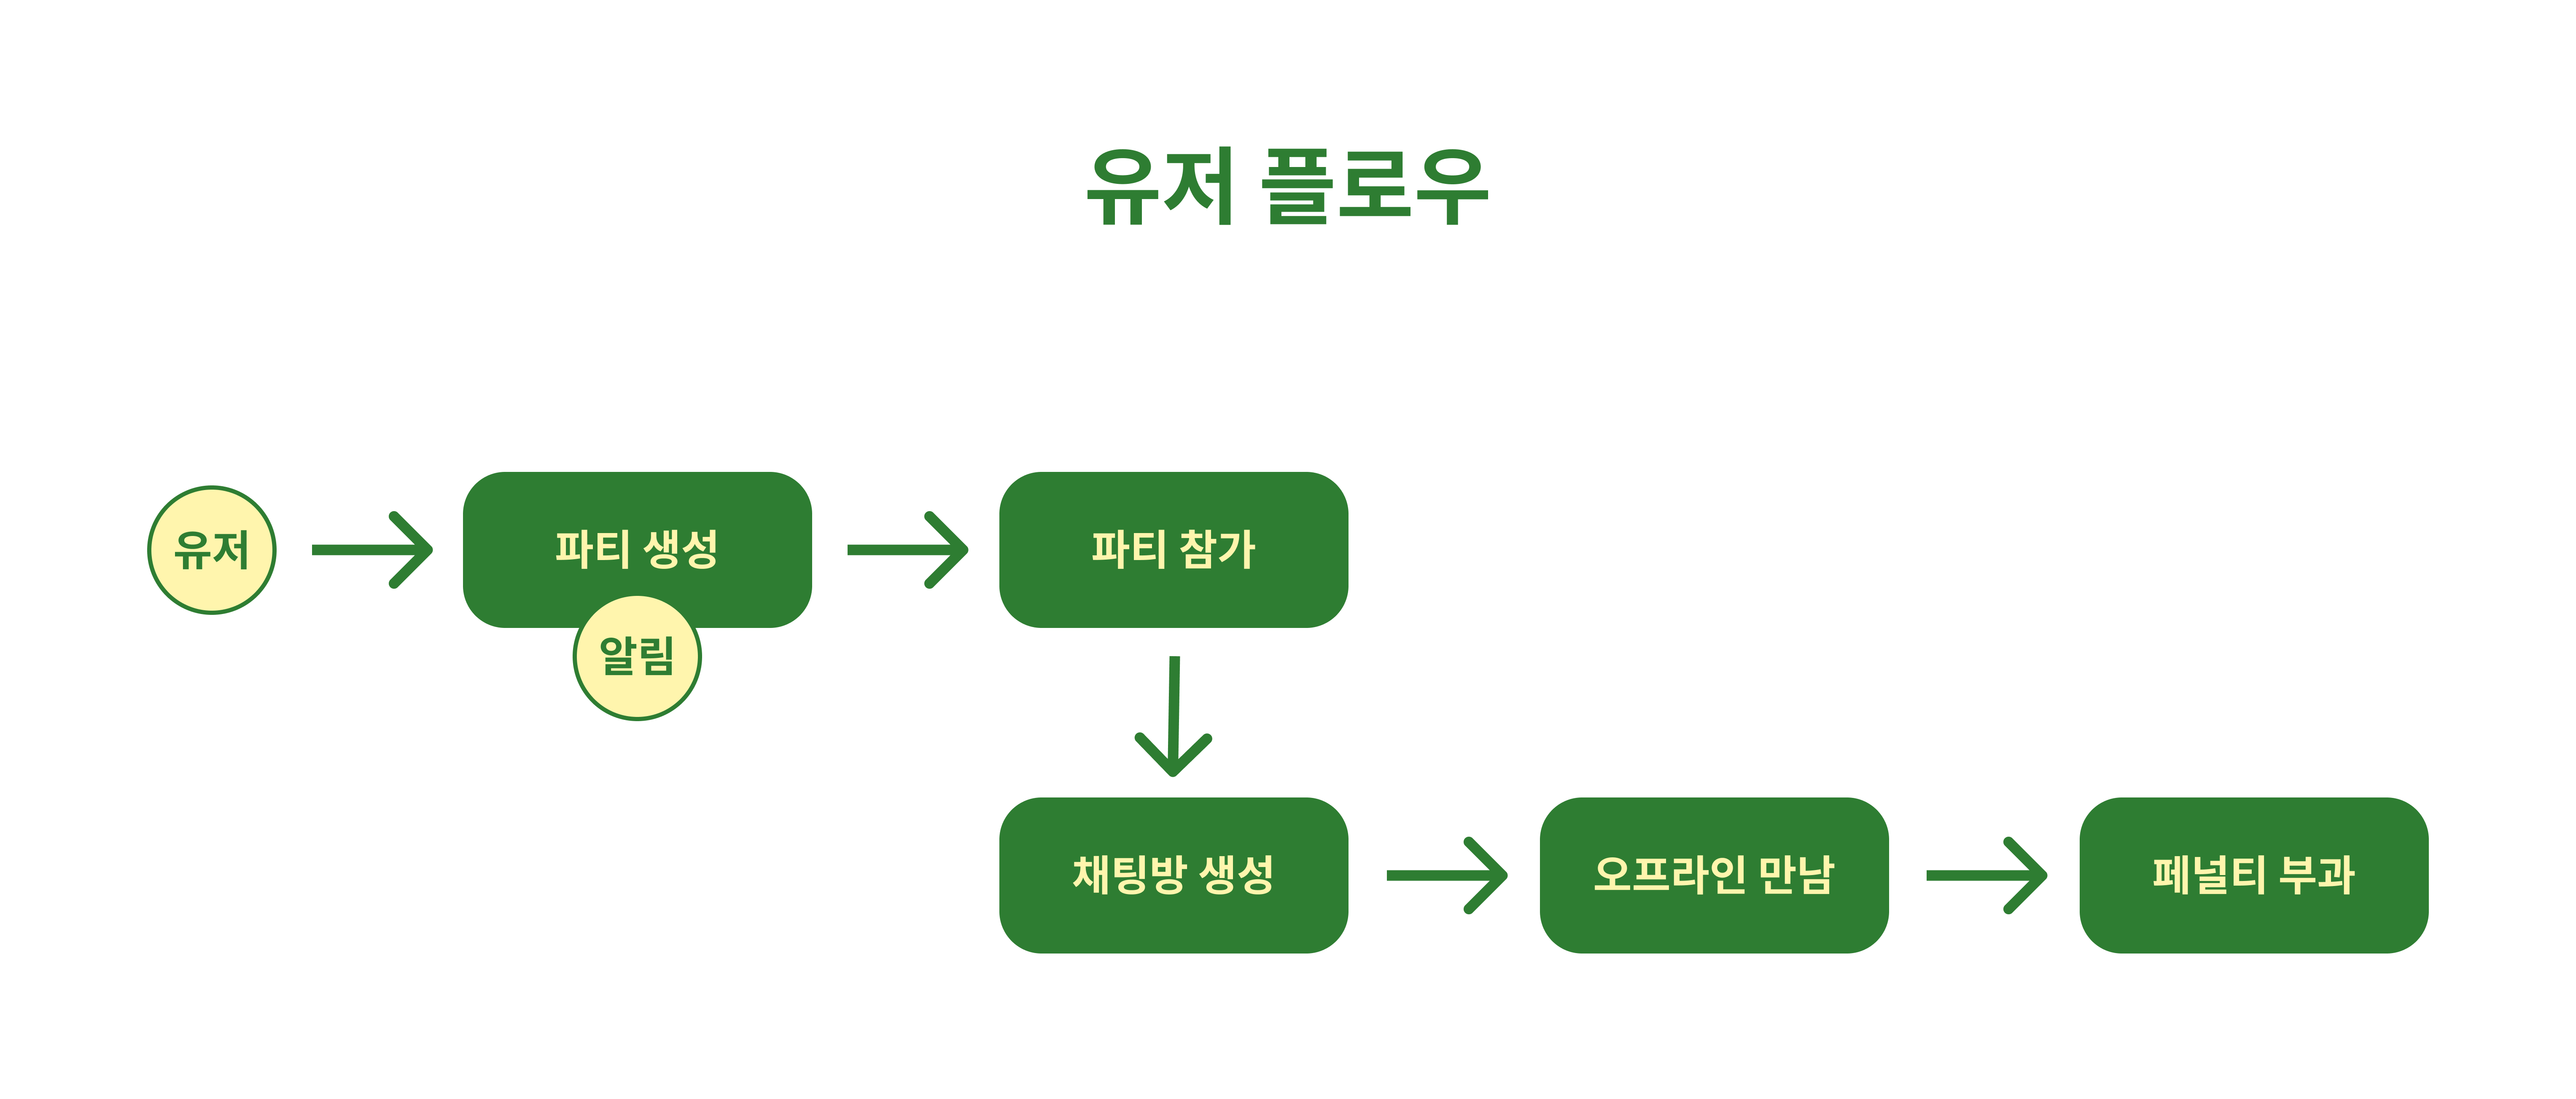 유저 플로우
유저
파티 생성
알림
파티 참가
채팅방 생성
오프라인 만남
페널티 부과